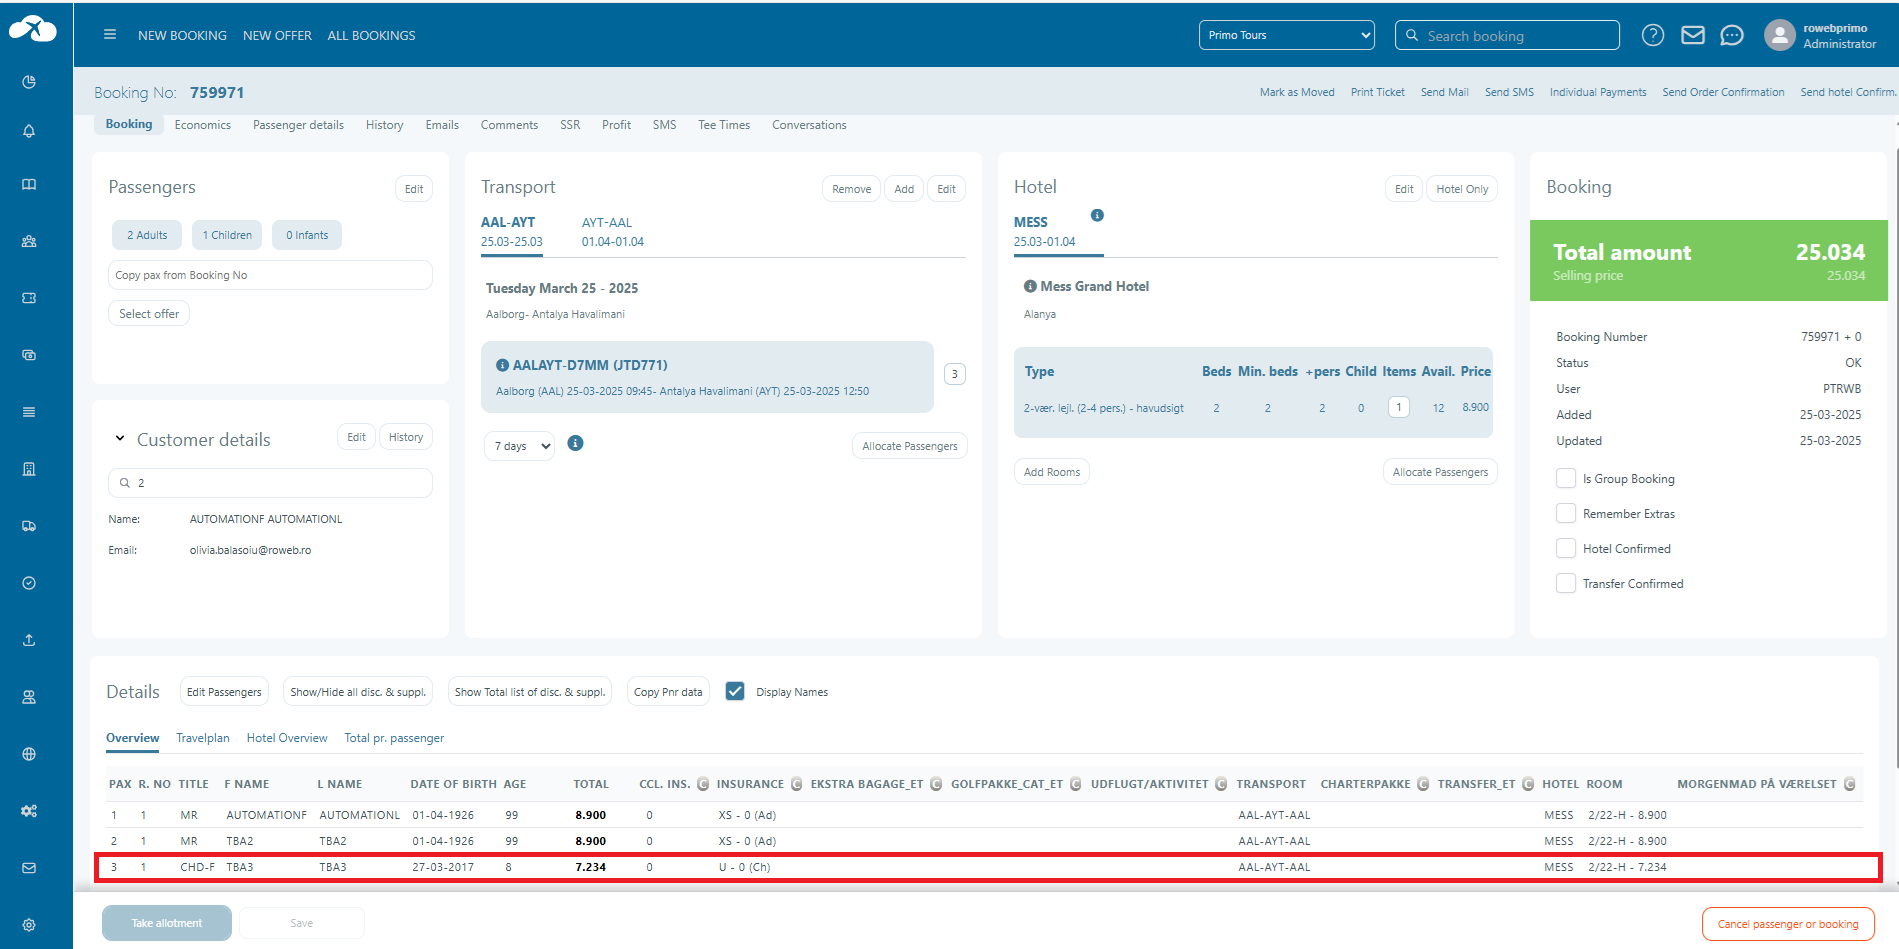 NEW BOOKING NEW OFFER ALL BOOKINGS Primo Tours Search booking rowebprimo
Administrator
Booking No: 759971 Mark as Moved Print Ticket Send Mail Send SMS Individual Payments Send Order Confirmation Send hotel Confirm.
Booking Economics Passenger details History Emails Comments SSR Profit SMS Tee Times Conversations
Passengers Edit
2 Adults 1 Children 0 Infants
Copy pax from Booking No
Select offer
Customer details Edit History
2
Name: AUTOMATIONF AUTOMATIONL
Email: olivia.balasoiu@roweb.ro
Transport Remove Add Edit
AAL-AYT AYT-AAL
25.03-25.03 01.04-01.04
Tuesday March 25 - 2025
Aalborg- Antalya Havalimani
AALAYT-D7MM (JTD771)
Aalborg (AAL) 25-03-2025 09:45- Antalya Havalimani (AYT) 25-03-2025 12:50
3
7 days Allocate Passengers
Hotel Edit Hotel Only
MESS
25.03-01.04
Mess Grand Hotel
Alanya
Type Beds Min. beds +pers Child Items Avail. Price
2-vær. lejl. (2-4 pers.) - havudsigt 2 2 2 0 1 12 8.900
Add Rooms Allocate Passengers
Booking
Total amount 25.034
Selling price 25.034
Booking Number 759971 + 0
Status OK
User PTRWB
Added 25-03-2025
Updated 25-03-2025
Is Group Booking
Remember Extras
Hotel Confirmed
Transfer Confirmed
Details Edit Passengers Show/Hide all disc. & suppl. Show Total list of disc. & suppl. Copy Pnr data Display Names
Overview Travelplan Hotel Overview Total pr. passenger
PAX R. NO TITLE F NAME L NAME DATE OF BIRTH AGE TOTAL CCL. INS. C INSURANCE C EKSTRA BAGAGE_ET C GOLFPAKKE_CAT_ET C UDFLUGT/AKTIVITET C TRANSPORT CHARTERPAKKE C TRANSFER_ET C HOTEL ROOM MORGENMAD PÅ VÆRELSET C
1 1 MR AUTOMATIONF AUTOMATIONL 01-04-1926 99 8.900 0 XS - 0 (Ad) AAL-AYT-AAL MESS 2/22-H - 8.900
2 1 MR TBA2 TBA2 01-04-1926 99 8.900 0 XS - 0 (Ad) AAL-AYT-AAL MESS 2/22-H - 8.900
3 1 CHD-F TBA3 TBA3 27-03-2017 8 7.234 0 U - 0 (Ch) AAL-AYT-AAL MESS 2/22-H - 7.234
Take allotment Save Cancel passenger or booking